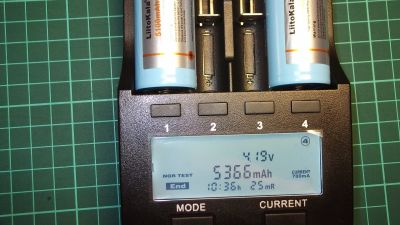 LiitoKala
5100mAh
LiitoKala
1 2 3 4
4
4.19v
NOR TEST
5366mAh
CURRENT
700mA
End
10:36h 25mR
MODE
CURRENT